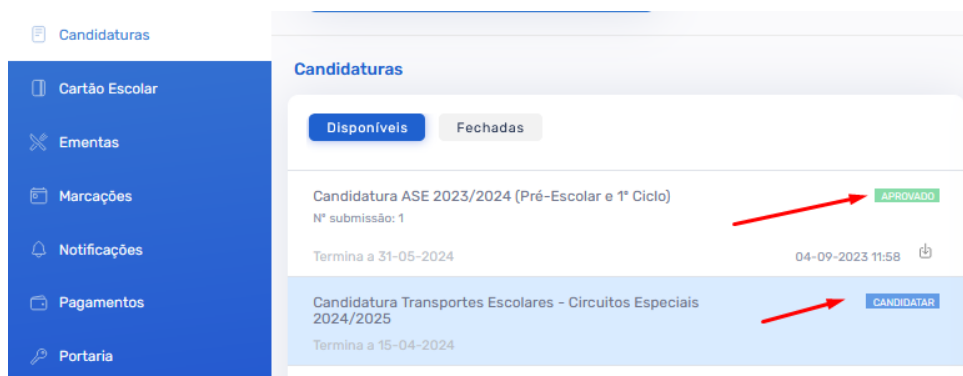 Candidaturas
Cartão Escolar
Ementas
Marcações
Notificações
Pagamentos
Portaria
Candidaturas
Disponíveis Fechadas
Candidatura ASE 2023/2024 (Pré-Escolar e 1º Ciclo) APROVADO
Nº submissão: 1
Termina a 31-05-2024 04-09-2023 11:58
Candidatura Transportes Escolares - Circuitos Especiais CANDIDATAR
2024/2025
Termina a 15-04-2024